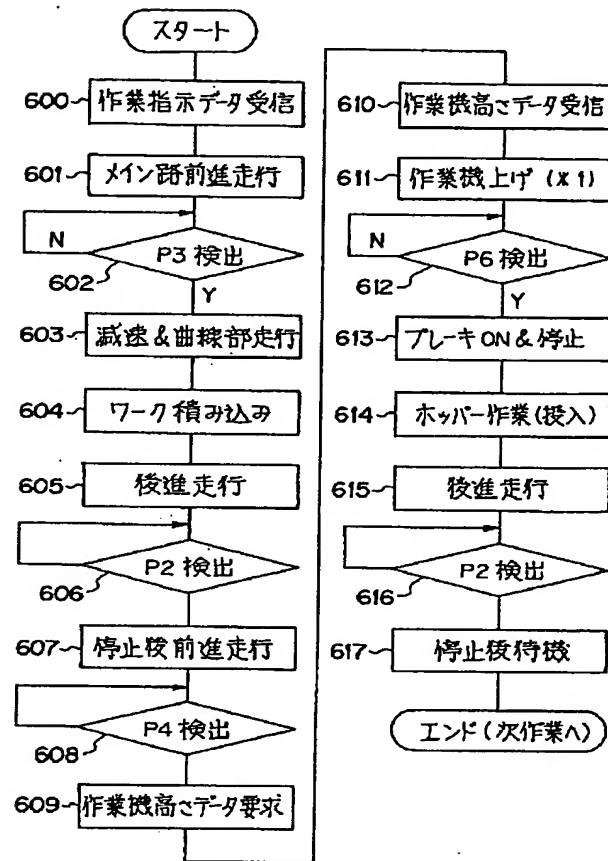 スタート
600 作業指示データ受信
601 メイン路前進走行
N
P3 検出
602
Y
603 減速&曲線部走行
604 ワーク積み込み
605 後進走行
P2 検出
606
607 停止後前進走行
P4 検出
608
609 作業機高さデータ要求
610 作業機高さデータ受信
611 作業機上げ (※1)
N
P6 検出
612
Y
613 ブレーキON&停止
614 ホッパー作業(投入)
615 後進走行
P2 検出
616
617 停止後待機
エンド(次作業へ)